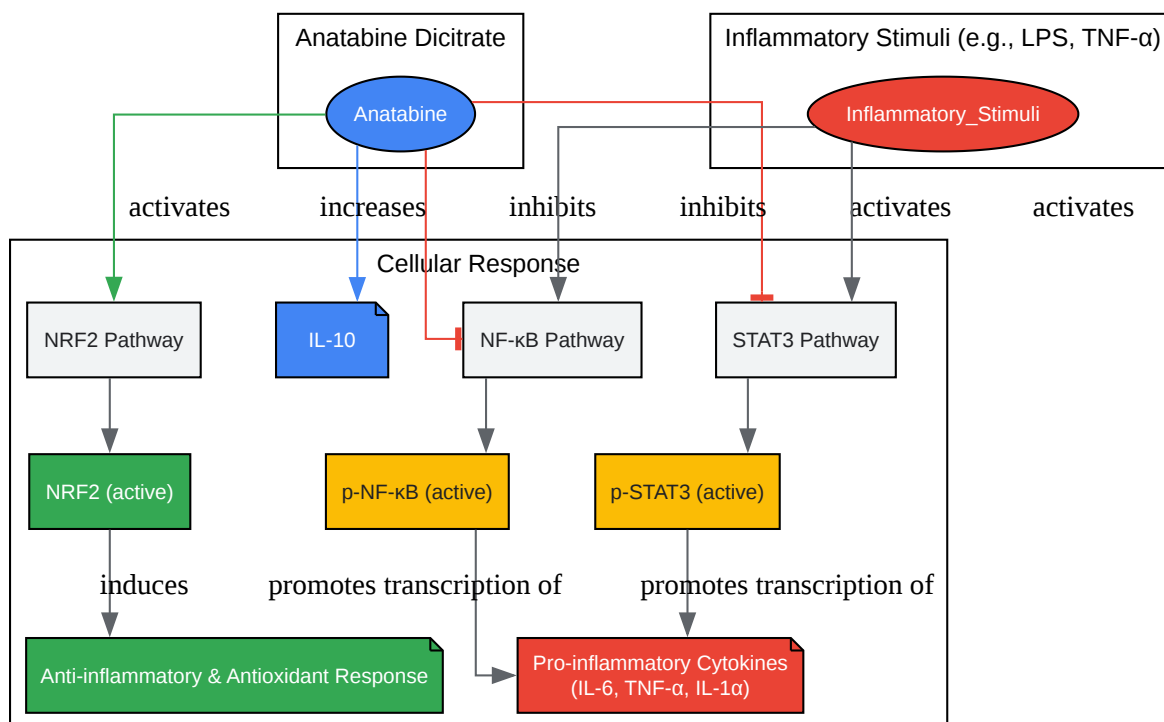 Anatabine Dicitrate
Inflammatory Stimuli (e.g., LPS, TNF-α)
Anatabine
Inflammatory_Stimuli
activates
increases
inhibits
inhibits
activates
activates
Cellular Response
NRF2 Pathway
IL-10
NF-κB Pathway
STAT3 Pathway
NRF2 (active)
p-NF-κB (active)
p-STAT3 (active)
induces
promotes transcription of
promotes transcription of
Anti-inflammatory & Antioxidant Response
Pro-inflammatory Cytokines
(IL-6, TNF-α, IL-1α)